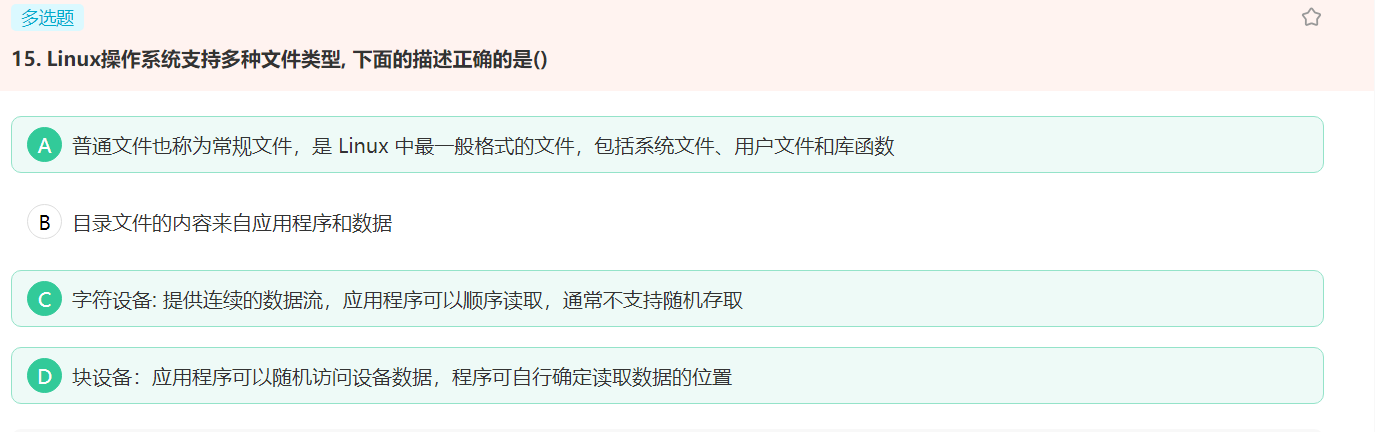 多选题
15. Linux操作系统支持多种文件类型, 下面的描述正确的是()
A 普通文件也称为常规文件，是 Linux 中最一般格式的文件，包括系统文件、用户文件和库函数
B 目录文件的内容来自应用程序和数据
C 字符设备: 提供连续的数据流，应用程序可以顺序读取，通常不支持随机存取
D 块设备：应用程序可以随机访问设备数据，程序可自行确定读取数据的位置